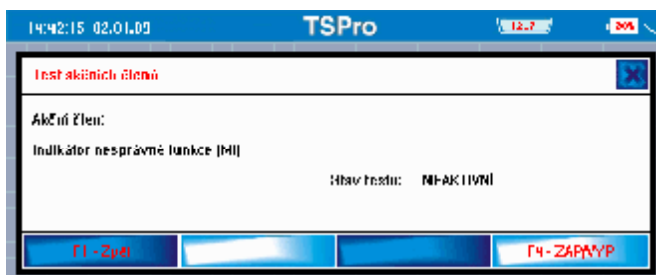 14:42:15 02.01.09 TSPro 12.7 30%
Test akčních členů
Akční člen:
Indikátor nesprávné funkce (MI)
Stav testu: NEAKTIVNÍ
F1 - Zpět F4 - ZAP/VYP